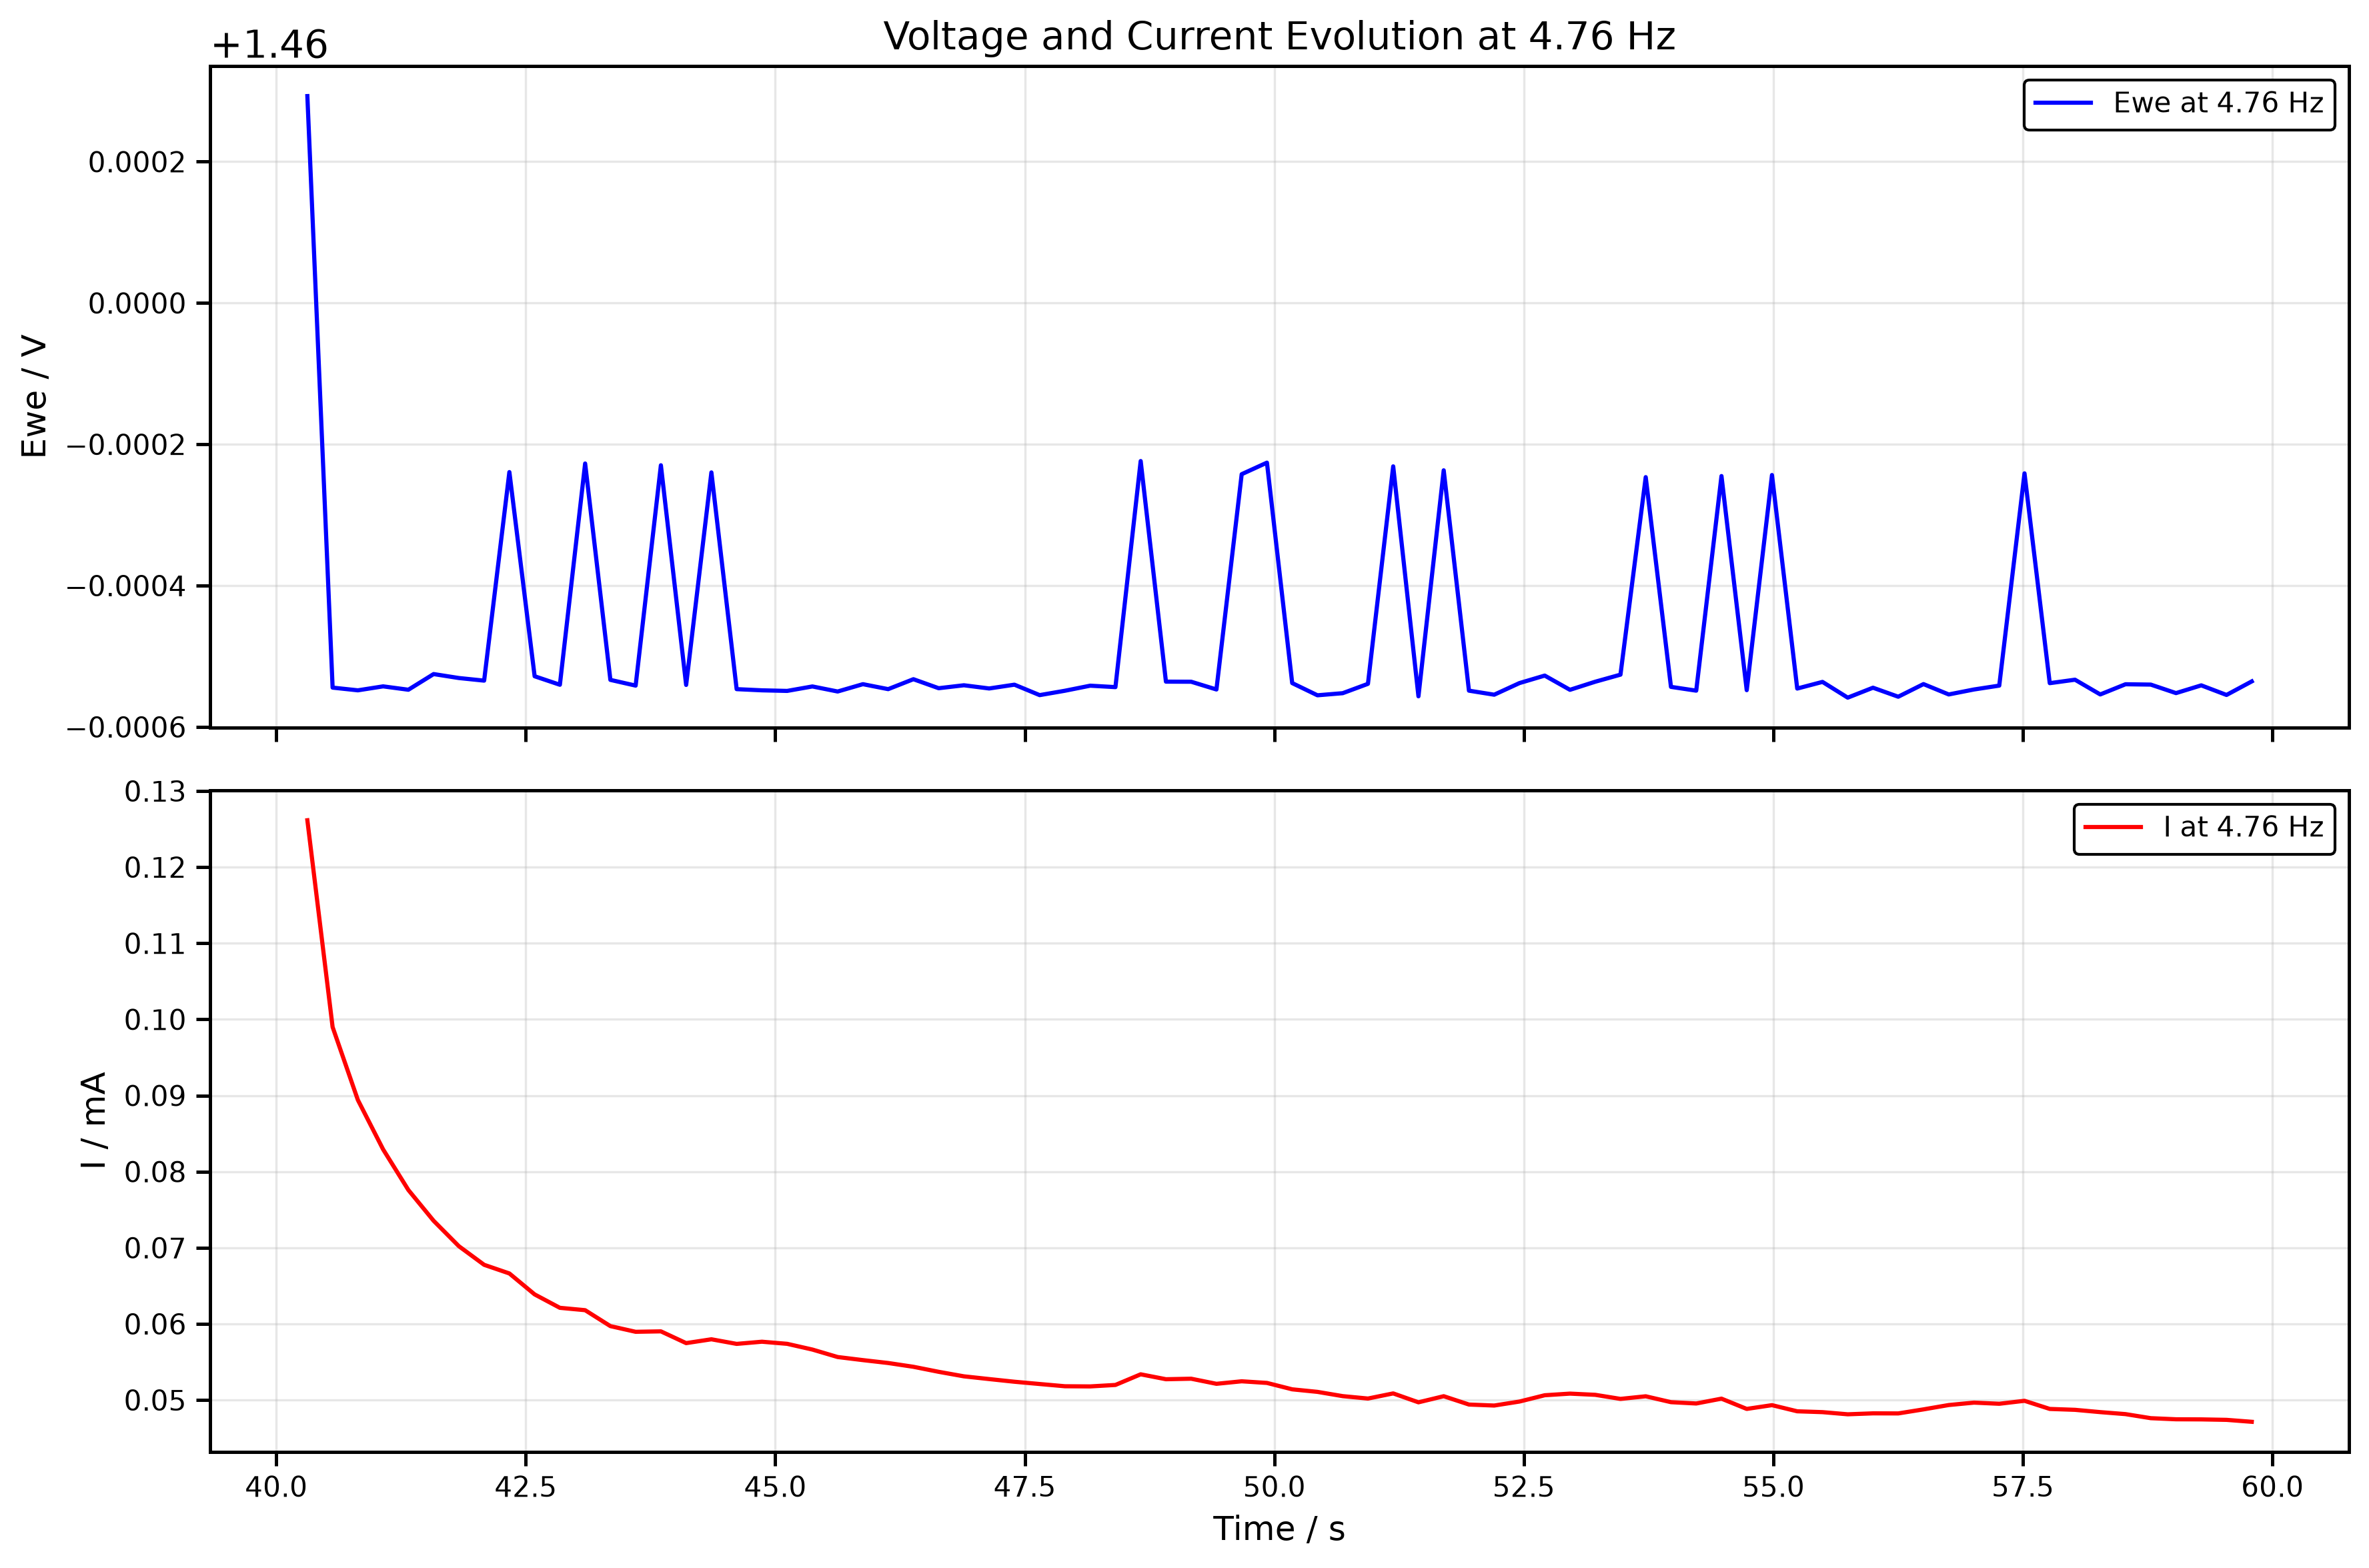 Voltage and Current Evolution at 4.76 Hz
+1.46
Ewe at 4.76 Hz
0.0002
0.0000
−0.0002
−0.0004
−0.0006
Ewe / V
I at 4.76 Hz
0.13
0.12
0.11
0.10
0.09
0.08
0.07
0.06
0.05
I / mA
40.0 42.5 45.0 47.5 50.0 52.5 55.0 57.5 60.0
Time / s